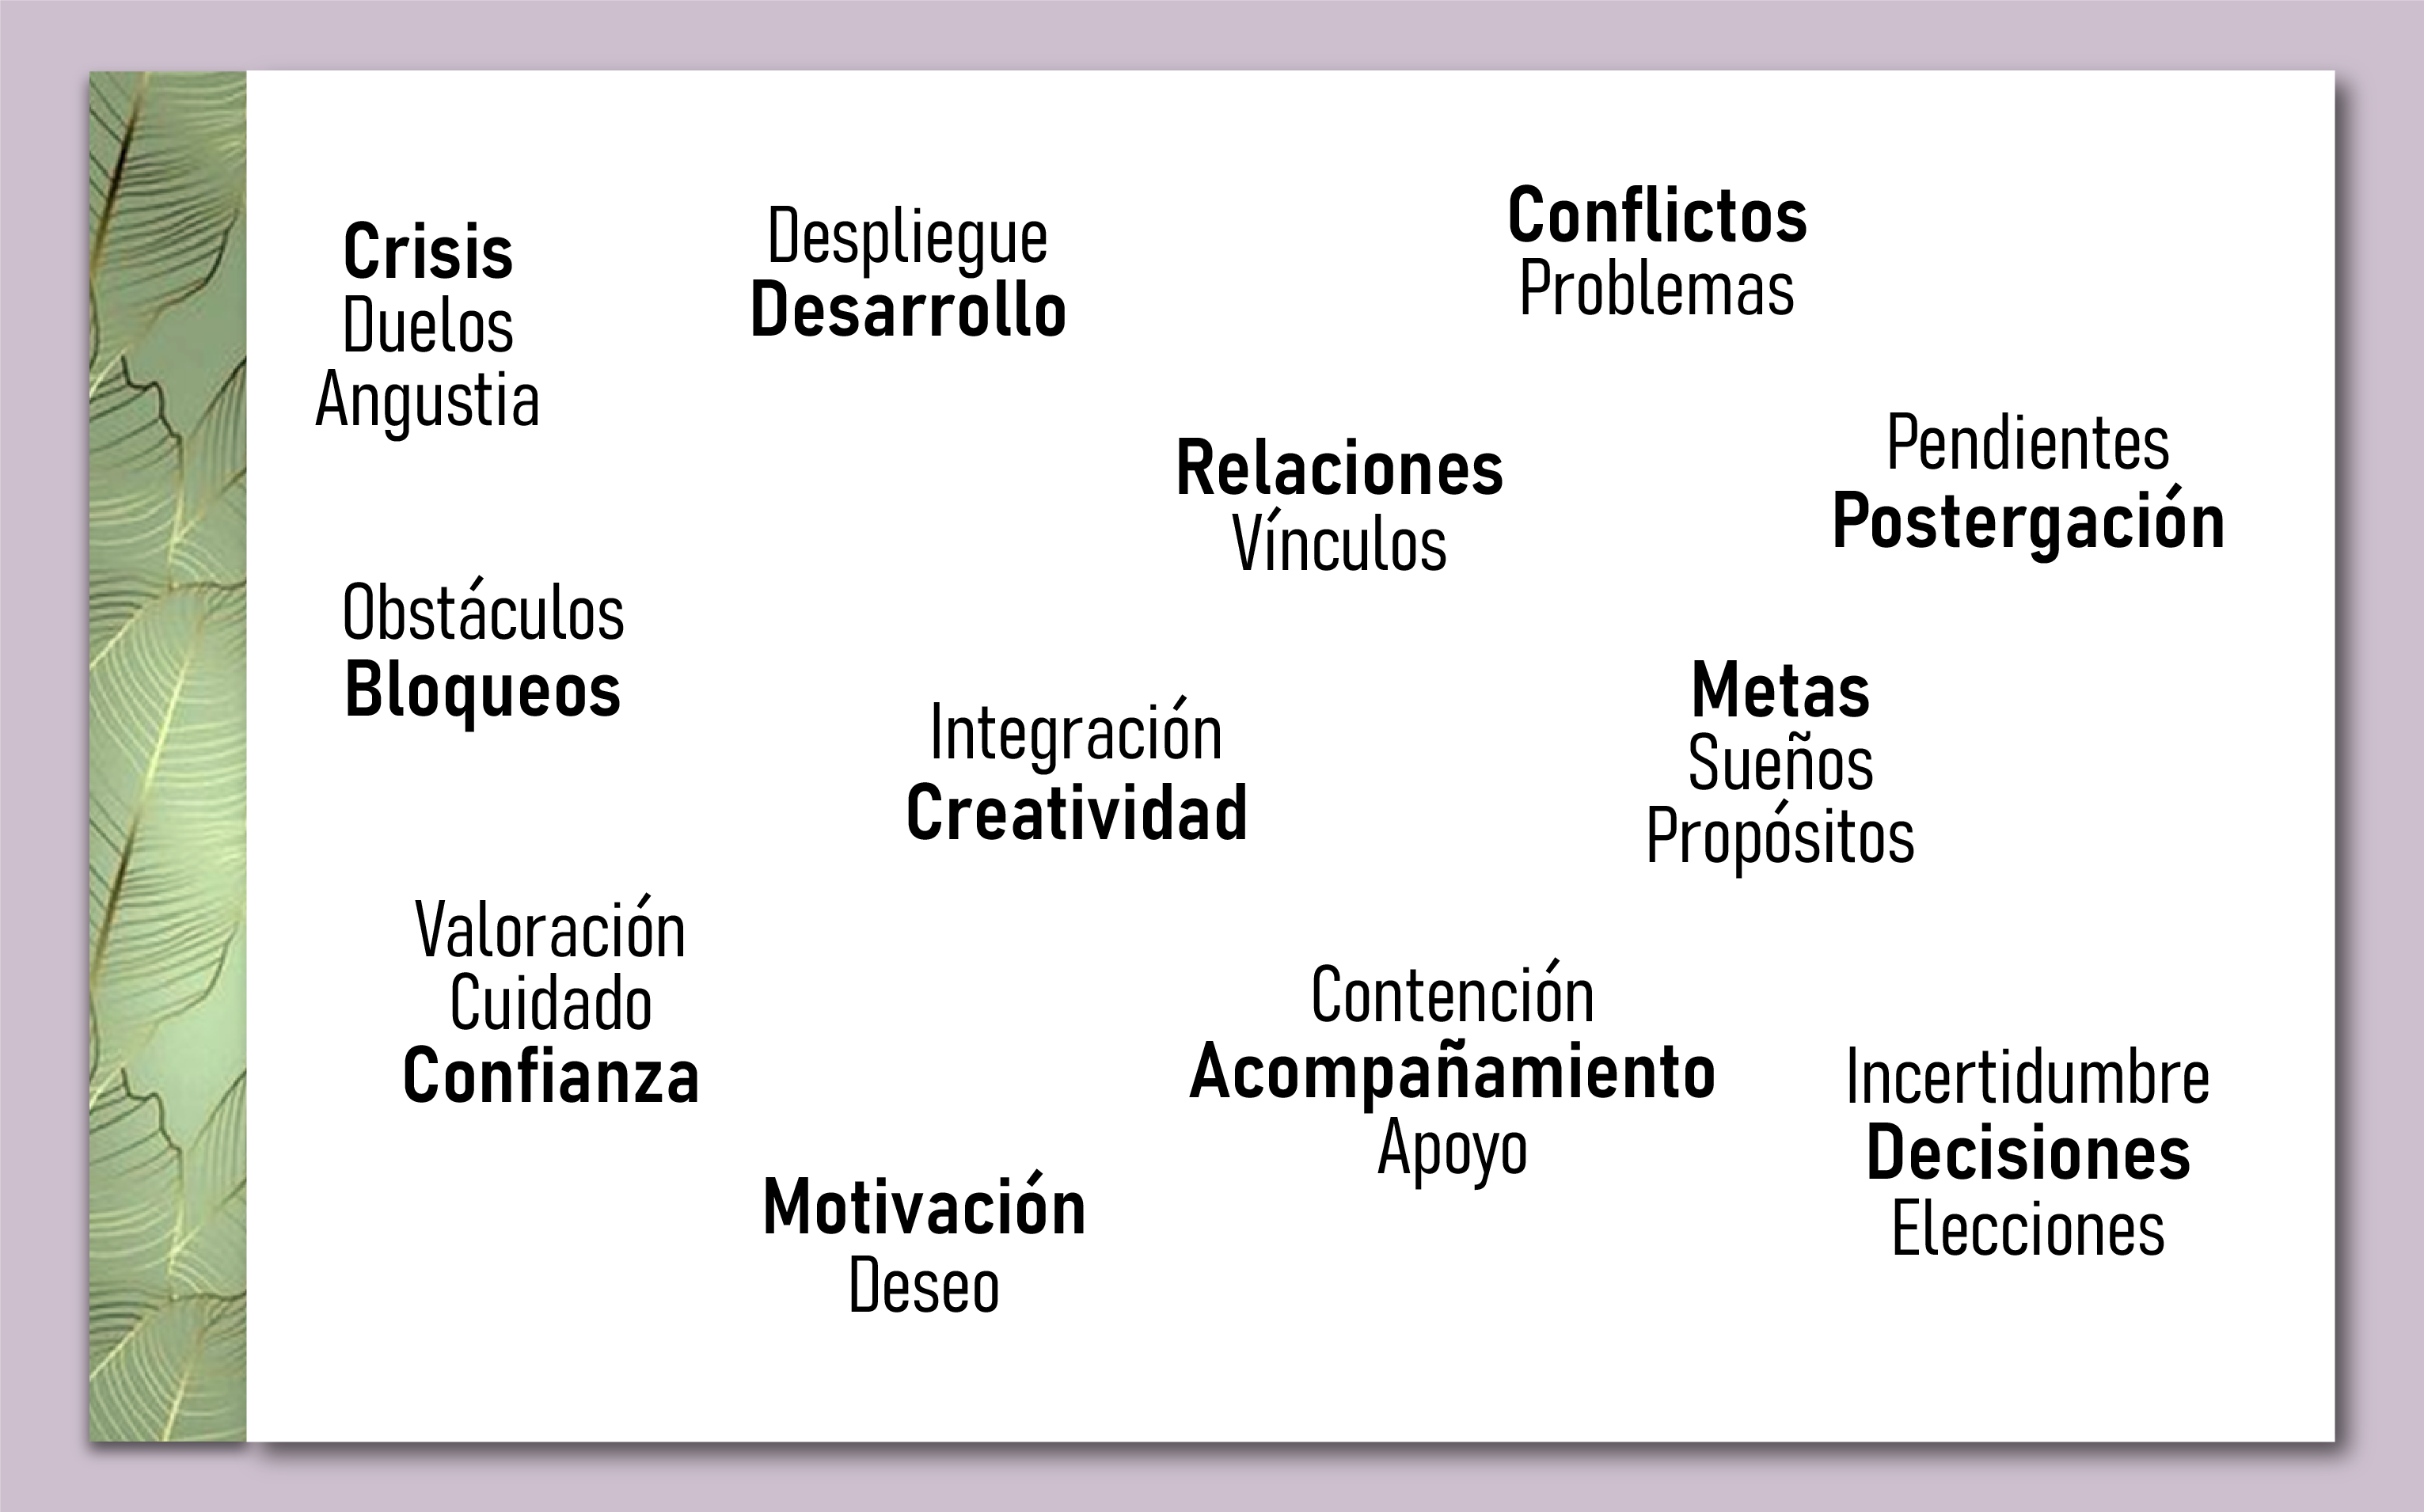 Crisis
Duelos
Angustia
Despliegue
Desarrollo
Conflictos
Problemas
Relaciones
Vínculos
Pendientes
Postergación
Obstáculos
Bloqueos
Integración
Creatividad
Metas
Sueños
Propósitos
Valoración
Cuidado
Confianza
Contención
Acompañamiento
Apoyo
Incertidumbre
Decisiones
Elecciones
Motivación
Deseo